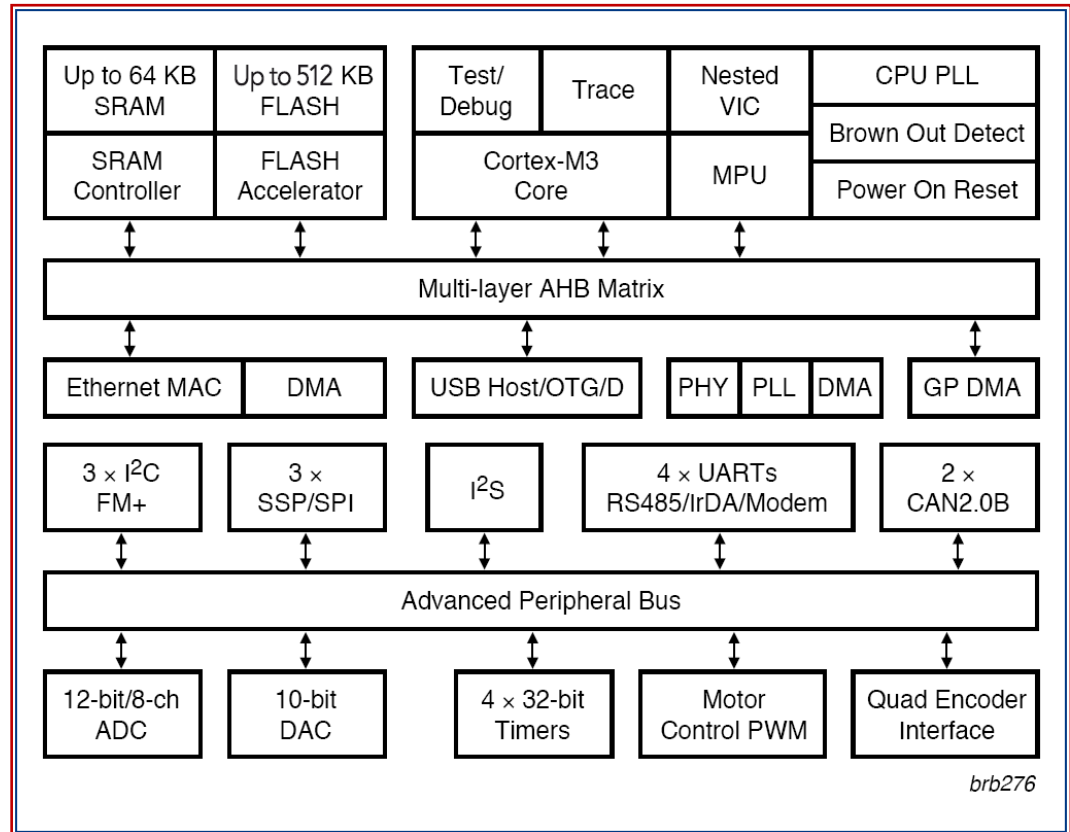 Up to 64 KB
SRAM
Up to 512 KB
FLASH
Test/
Debug
Trace
Nested
VIC
CPU PLL
Brown Out Detect
Power On Reset
SRAM
Controller
FLASH
Accelerator
Cortex-M3
Core
MPU
Multi-layer AHB Matrix
Ethernet MAC
DMA
USB Host/OTG/D
PHY
PLL
DMA
GP DMA
3 × I²C
FM+
3 ×
SSP/SPI
I²S
4 × UARTs
RS485/IrDA/Modem
2 ×
CAN2.0B
Advanced Peripheral Bus
12-bit/8-ch
ADC
10-bit
DAC
4 × 32-bit
Timers
Motor
Control PWM
Quad Encoder
Interface
brb276